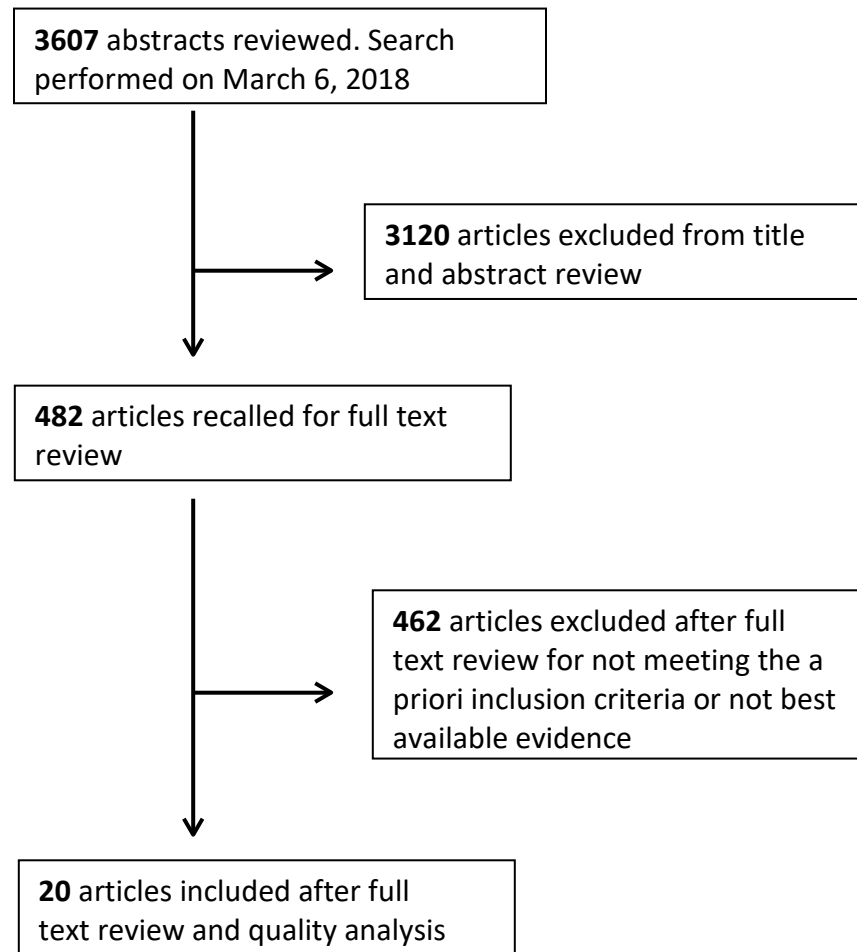 3607 abstracts reviewed. Search
performed on March 6, 2018
3120 articles excluded from title
and abstract review
482 articles recalled for full text
review
462 articles excluded after full
text review for not meeting the a
priori inclusion criteria or not best
available evidence
20 articles included after full
text review and quality analysis